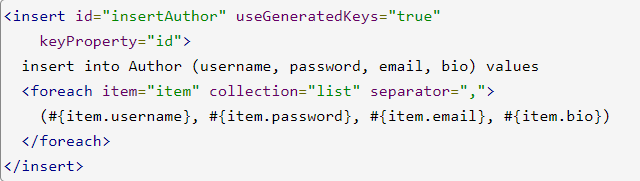 <insert id="insertAuthor" useGeneratedKeys="true"
    keyProperty="id">
  insert into Author (username, password, email, bio) values
  <foreach item="item" collection="list" separator=",">
    (#{item.username}, #{item.password}, #{item.email}, #{item.bio})
  </foreach>
</insert>